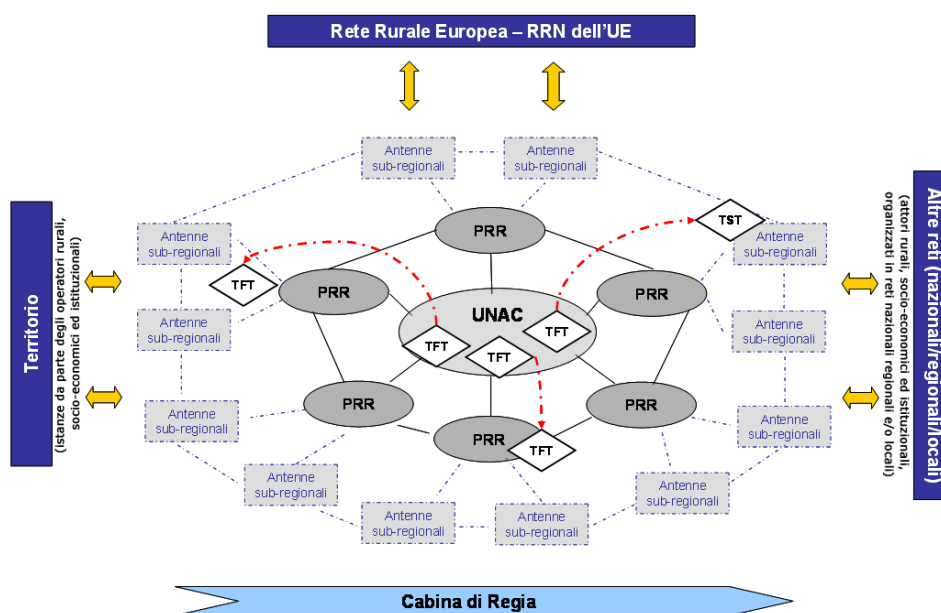 Rete Rurale Europea – RRN dell'UE
Antenne
sub-regionali
Antenne
sub-regionali
TST
Antenne
sub-regionali
Antenne
sub-regionali
PRR
TFT
PRR
PRR
UNAC
TFT
TFT
TFT
Antenne
sub-regionali
Antenne
sub-regionali
PRR
PRR
Antenne
sub-regionali
Antenne
sub-regionali
PRR
TFT
Antenne
sub-regionali
Antenne
sub-regionali
Antenne
sub-regionali
Antenne
sub-regionali
Territorio
(istanze da parte degli operatori rurali,
socio-economici ed istituzionali)
Altre reti (nazionali/regionali/locali)
(attori rurali, socio-economici ed istituzionali,
organizzati in reti nazionali regionali e/o locali)
Cabina di Regia